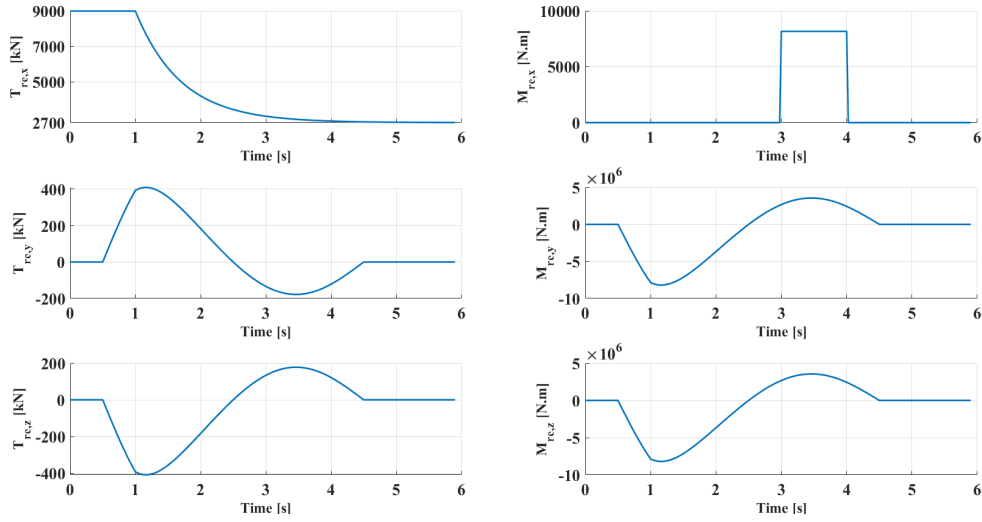 9000
7000
5000
2700
T_re,x [kN]
0 1 2 3 4 5 6
Time [s]
10000
5000
0
M_re,x [N.m]
0 1 2 3 4 5 6
Time [s]
400
200
0
-200
T_re,y [kN]
0 1 2 3 4 5 6
Time [s]
×10^6
5
0
-5
-10
M_re,y [N.m]
0 1 2 3 4 5 6
Time [s]
200
0
-200
-400
T_re,z [kN]
0 1 2 3 4 5 6
Time [s]
×10^6
5
0
-5
-10
M_re,z [N.m]
0 1 2 3 4 5 6
Time [s]